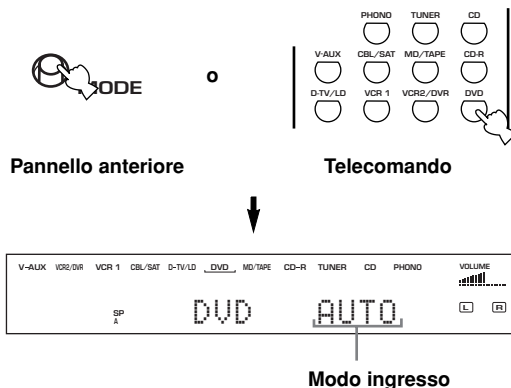 PHONO TUNER CD
V-AUX CBL/SAT MD/TAPE CD-R
D-TV/LD VCR 1 VCR2/DVR DVD
MODE
o
Pannello anteriore
Telecomando
V-AUX VCR2/DVR VCR 1 CBL/SAT D-TV/LD DVD MD/TAPE CD-R TUNER CD PHONO VOLUME
SP
A
DVD AUTO L R
Modo ingresso